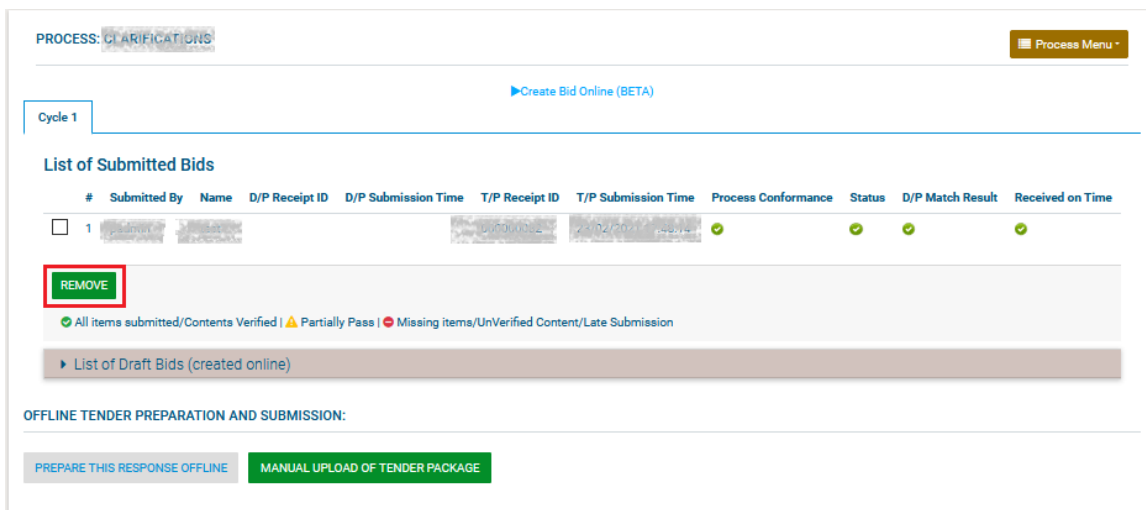 PROCESS: CLARIFICATIONS
Process Menu
Create Bid Online (BETA)
Cycle 1
List of Submitted Bids
# Submitted By Name D/P Receipt ID D/P Submission Time T/P Receipt ID T/P Submission Time Process Conformance Status D/P Match Result Received on Time
1
REMOVE
All items submitted/Contents Verified | Partially Pass | Missing items/UnVerified Content/Late Submission
List of Draft Bids (created online)
OFFLINE TENDER PREPARATION AND SUBMISSION:
PREPARE THIS RESPONSE OFFLINE MANUAL UPLOAD OF TENDER PACKAGE